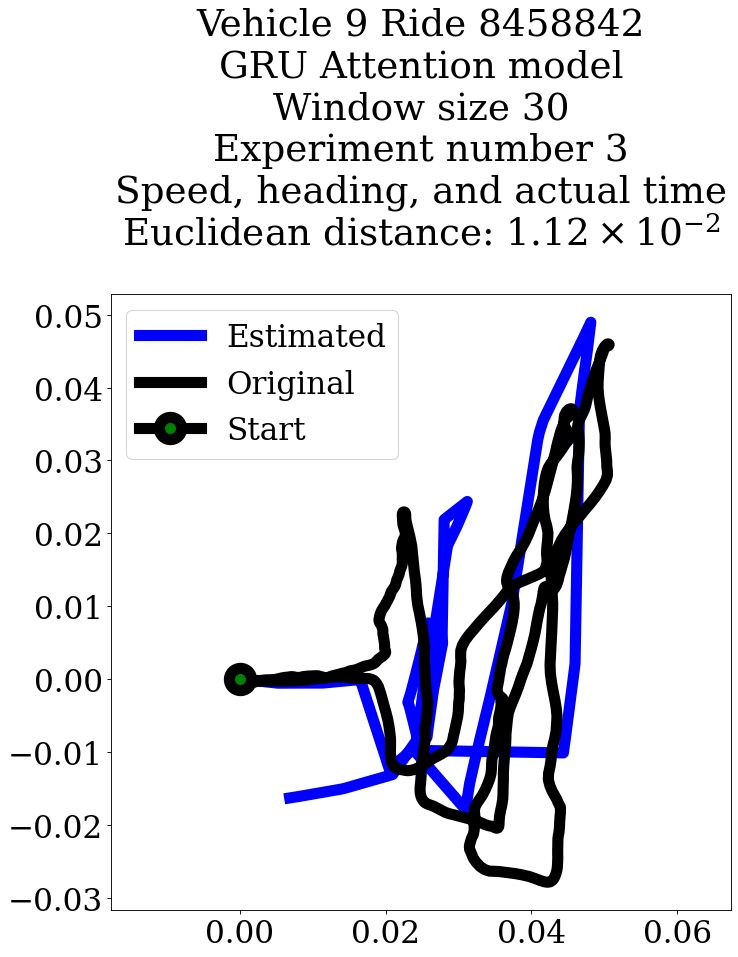 Vehicle 9 Ride 8458842
GRU Attention model
Window size 30
Experiment number 3
Speed, heading, and actual time
Euclidean distance: 1.12 × 10⁻²
Estimated
Original
Start
0.05
0.04
0.03
0.02
0.01
0.00
−0.01
−0.02
−0.03
0.00 0.02 0.04 0.06